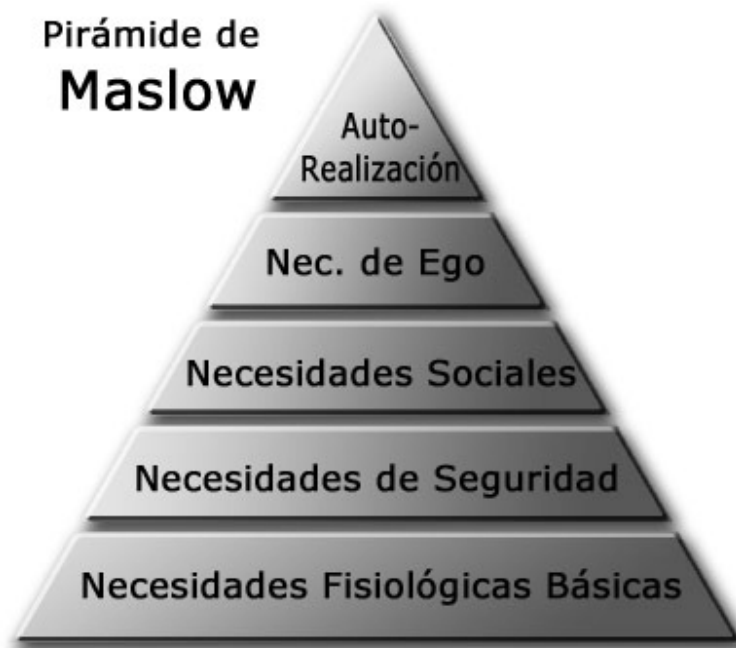 Pirámide de
Maslow
Auto-
Realización
Nec. de Ego
Necesidades Sociales
Necesidades de Seguridad
Necesidades Fisiológicas Básicas